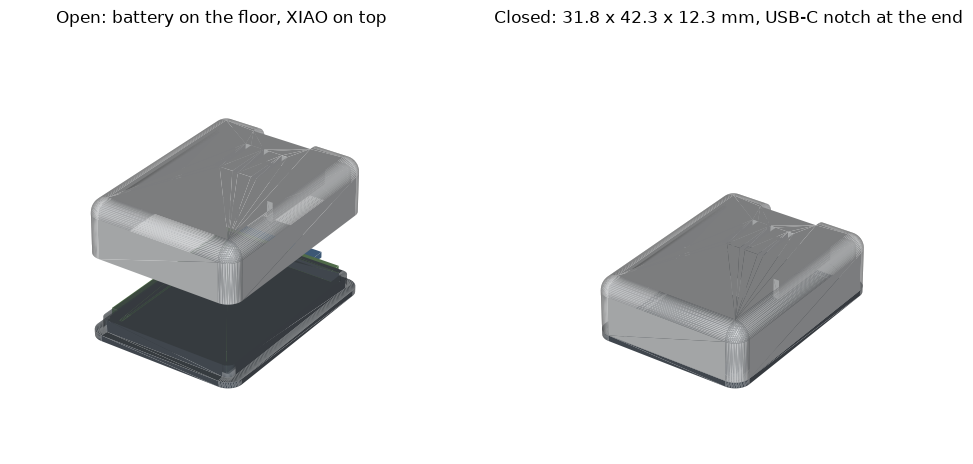 Open: battery on the floor, XIAO on top
Closed: 31.8 x 42.3 x 12.3 mm, USB-C notch at the end